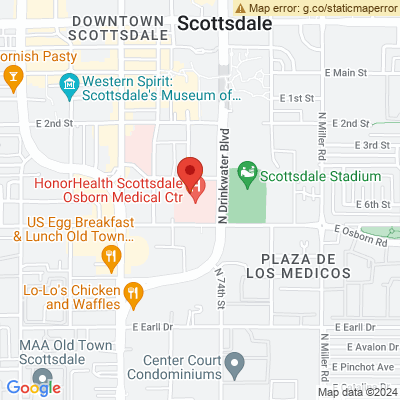 Map error: g.co/staticmaperror
DOWNTOWN
SCOTTSDALE
Scottsdale
ornish Pasty
E Main St
Western Spirit:
Scottsdale's Museum of...
E 1st St
E 2nd St
E 2nd St
N Miller Rd
N Drinkwater Blvd
E 3rd St
HonorHealth Scottsdale
Osborn Medical Ctr
Scottsdale Stadium
E 6th St
US Egg Breakfast
& Lunch Old Town...
E Osborn Rd
PLAZA DE
LOS MEDICOS
Lo-Lo's Chicken
and Waffles
N 74th St
E Earll Dr
E Earll Dr
N Miller Rd
MAA Old Town
Scottsdale
Center Court
Condominiums
E Avalon Dr
E Pinchot Ave
Google
Map data ©2024